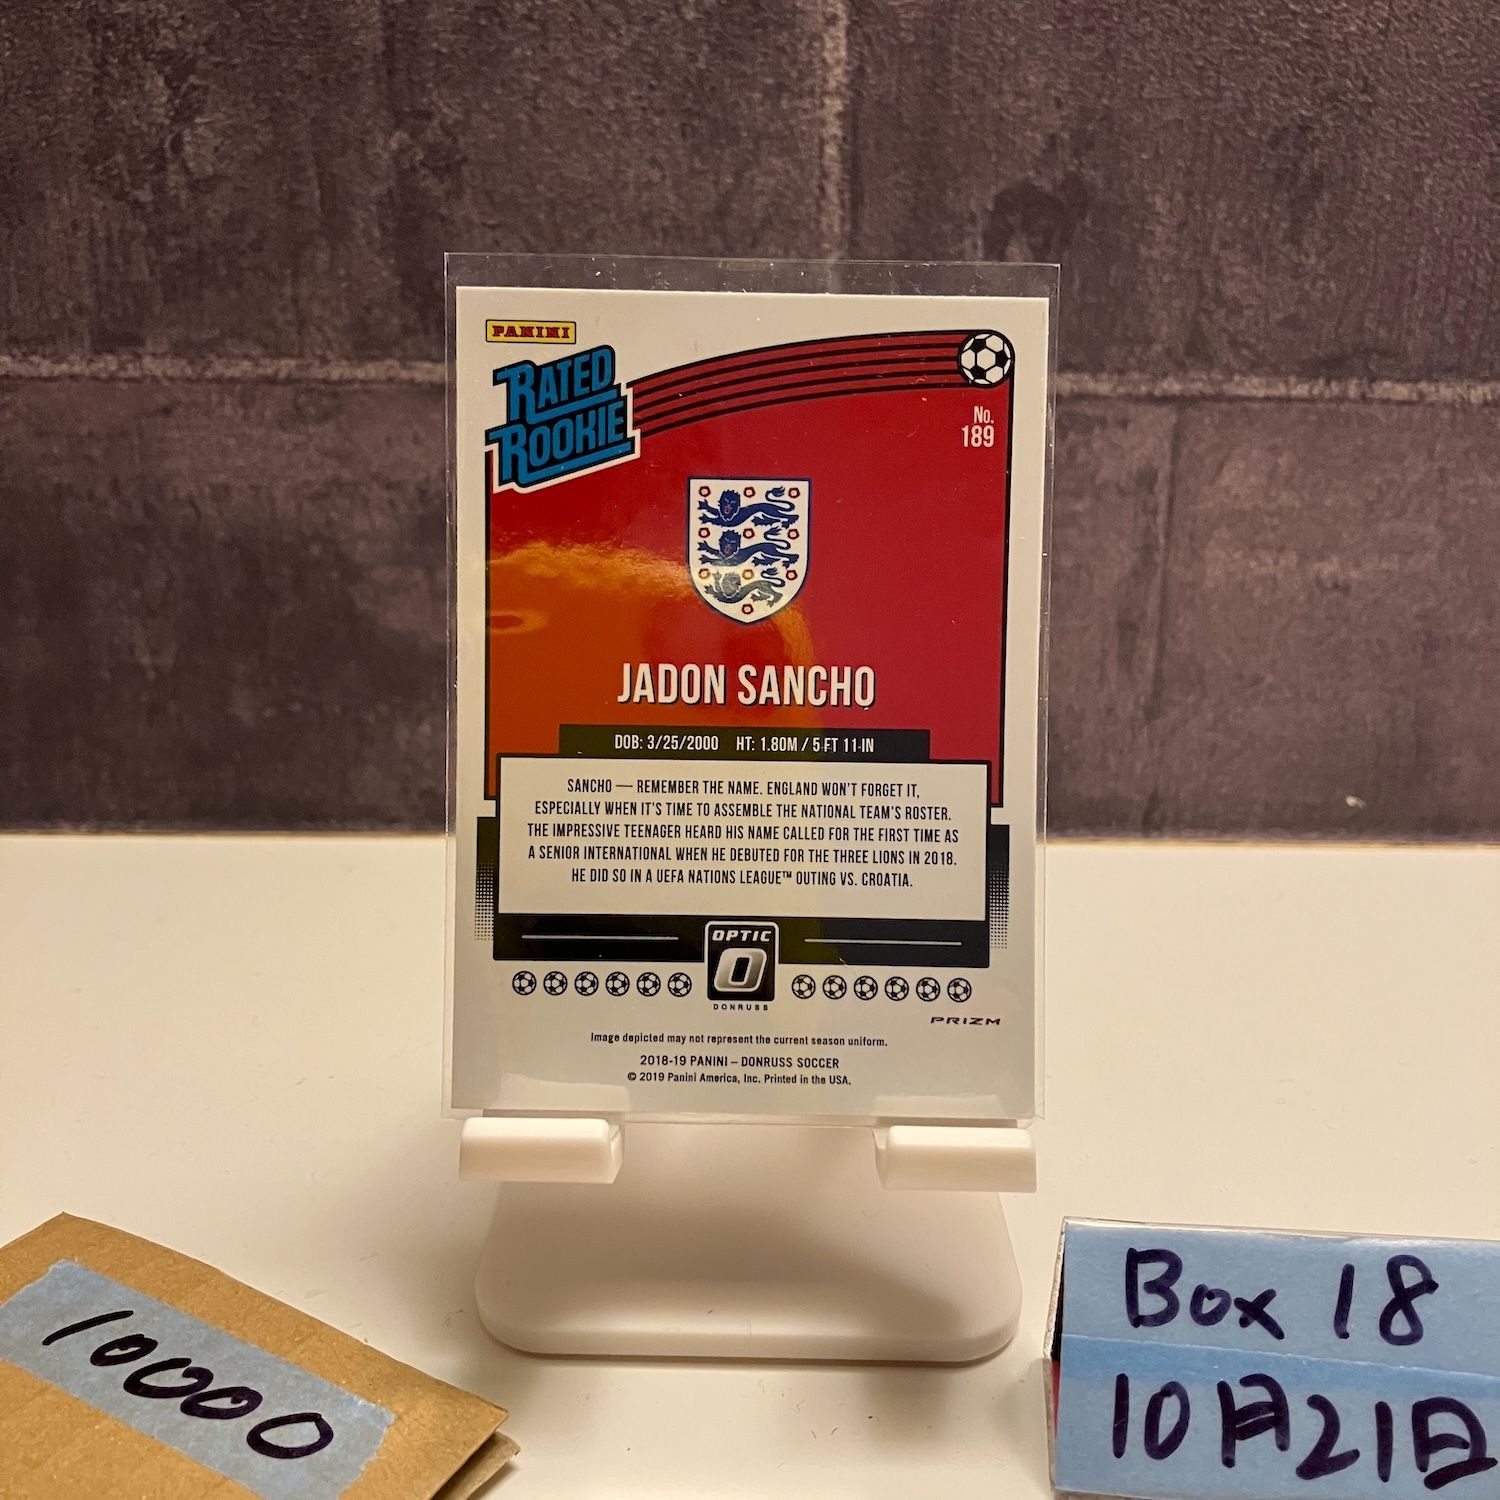 PANINI
RATED
ROOKIE
No.
189
JADON SANCHO
DOB: 3/25/2000 HT: 1.80M / 5 FT 11-IN
SANCHO — REMEMBER THE NAME. ENGLAND WON'T FORGET IT,
ESPECIALLY WHEN IT'S TIME TO ASSEMBLE THE NATIONAL TEAM'S ROSTER.
THE IMPRESSIVE TEENAGER HEARD HIS NAME CALLED FOR THE FIRST TIME AS
A SENIOR INTERNATIONAL WHEN HE DEBUTED FOR THE THREE LIONS IN 2018.
HE DID SO IN A UEFA NATIONS LEAGUE™ OUTING VS. CROATIA.
OPTIC
O
DONRUSS
PRIZM
Image depicted may not represent the current season uniform.
2018-19 PANINI – DONRUSS SOCCER
© 2019 Panini America, Inc. Printed in the USA.
10000
Box 18
10月21日